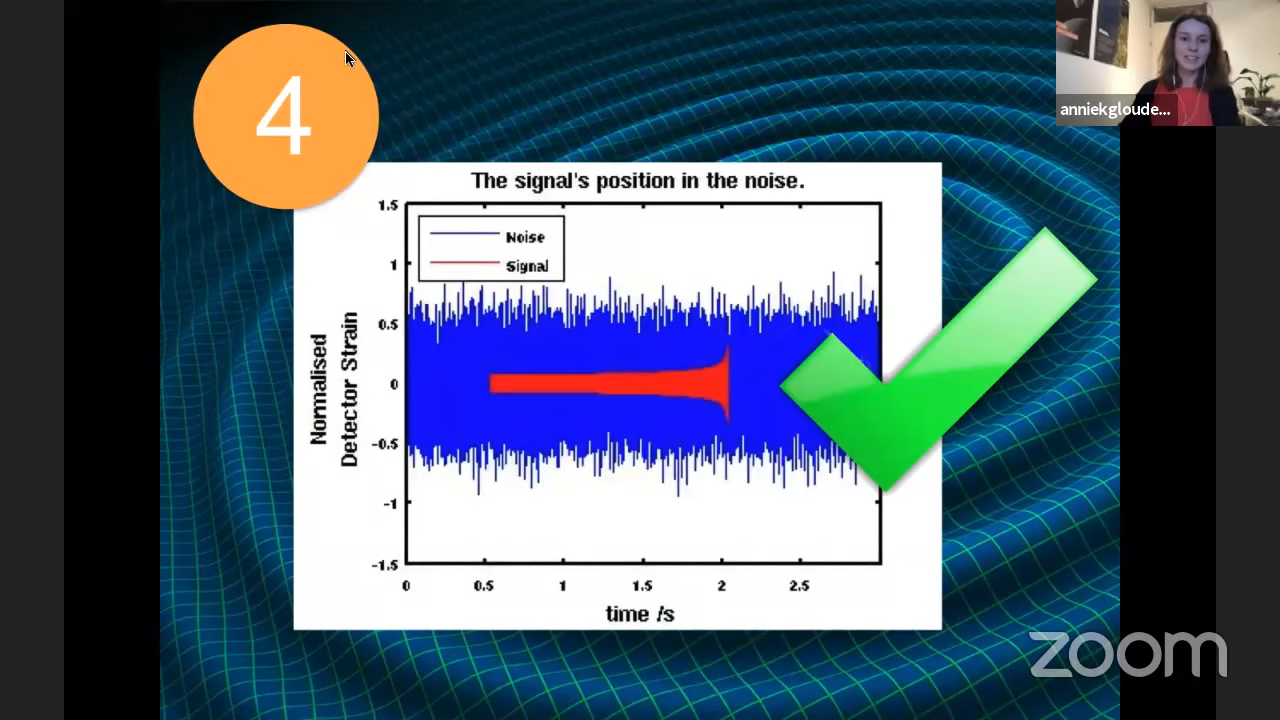 4
anniekgloude...
The signal's position in the noise.
1.5
Noise
1
Signal
0.5
Normalised
Detector Strain
0
-0.5
-1
-1.5
0 0.5 1 1.5 2 2.5
time /s
zoom